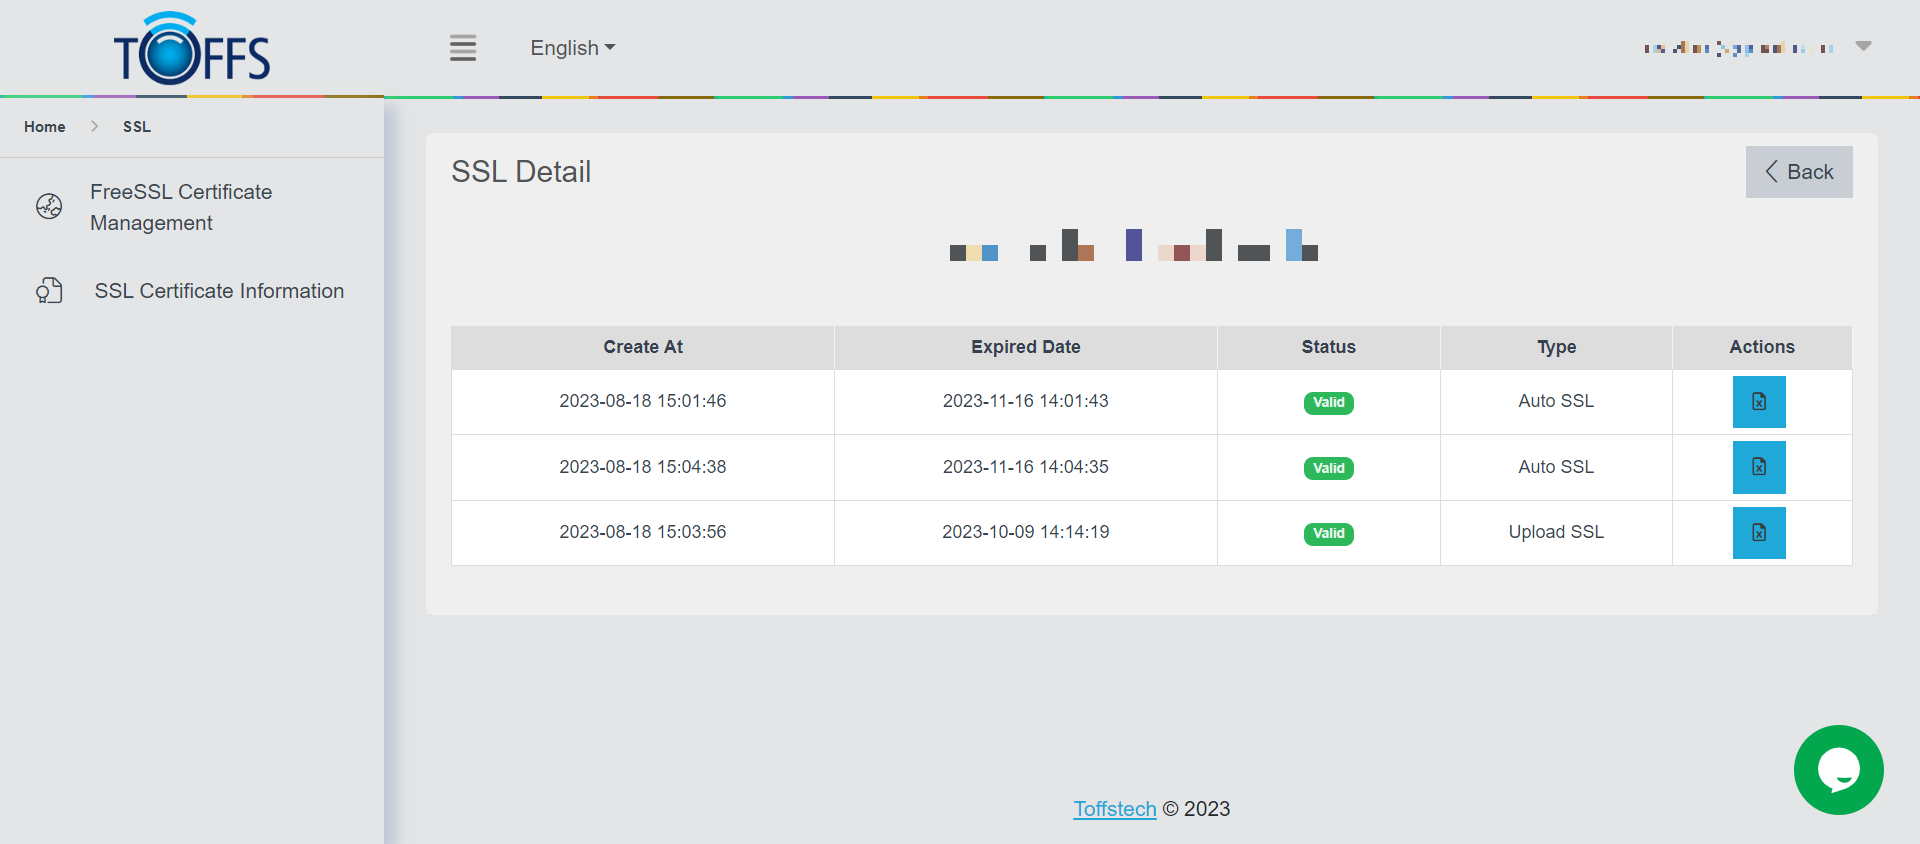 TOFFS
English
Home > SSL
FreeSSL Certificate
Management
SSL Certificate Information
SSL Detail
Back
Create At Expired Date Status Type Actions
2023-08-18 15:01:46 2023-11-16 14:01:43 Valid Auto SSL
2023-08-18 15:04:38 2023-11-16 14:04:35 Valid Auto SSL
2023-08-18 15:03:56 2023-10-09 14:14:19 Valid Upload SSL
Toffstech © 2023